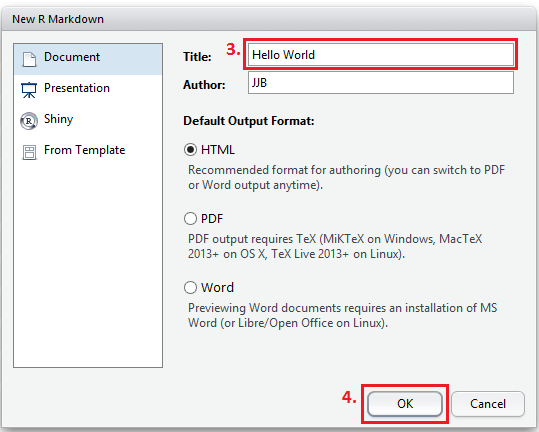 New R Markdown
Document
Presentation
Shiny
From Template
3.
Title: Hello World
Author: JJB
Default Output Format:
HTML
Recommended format for authoring (you can switch to PDF
or Word output anytime).
PDF
PDF output requires TeX (MiKTeX on Windows, MacTeX
2013+ on OS X, TeX Live 2013+ on Linux).
Word
Previewing Word documents requires an installation of MS
Word (or Libre/Open Office on Linux).
4.
OK Cancel